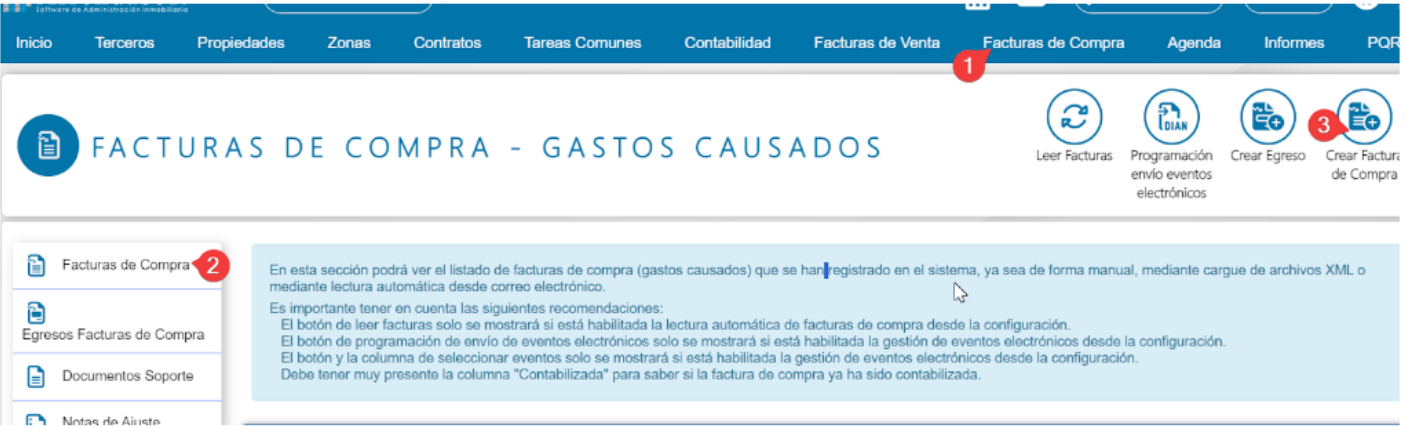 Software de Administración Inmobiliaria
Inicio Terceros Propiedades Zonas Contratos Tareas Comunes Contabilidad Facturas de Venta Facturas de Compra Agenda Informes PQR
1
FACTURAS DE COMPRA - GASTOS CAUSADOS
Leer Facturas
DIAN
Programación
envío eventos
electrónicos
Crear Egreso
3
Crear Factura
de Compra
Facturas de Compra
2
Egresos Facturas de Compra
Documentos Soporte
Notas de Ajuste
En esta sección podrá ver el listado de facturas de compra (gastos causados) que se han registrado en el sistema, ya sea de forma manual, mediante cargue de archivos XML o
mediante lectura automática desde correo electrónico.
Es importante tener en cuenta las siguientes recomendaciones:
El botón de leer facturas solo se mostrará si está habilitada la lectura automática de facturas de compra desde la configuración.
El botón de programación de envío de eventos electrónicos solo se mostrará si está habilitada la gestión de eventos electrónicos desde la configuración.
El botón y la columna de seleccionar eventos solo se mostrará si está habilitada la gestión de eventos electrónicos desde la configuración.
Debe tener muy presente la columna "Contabilizada" para saber si la factura de compra ya ha sido contabilizada.